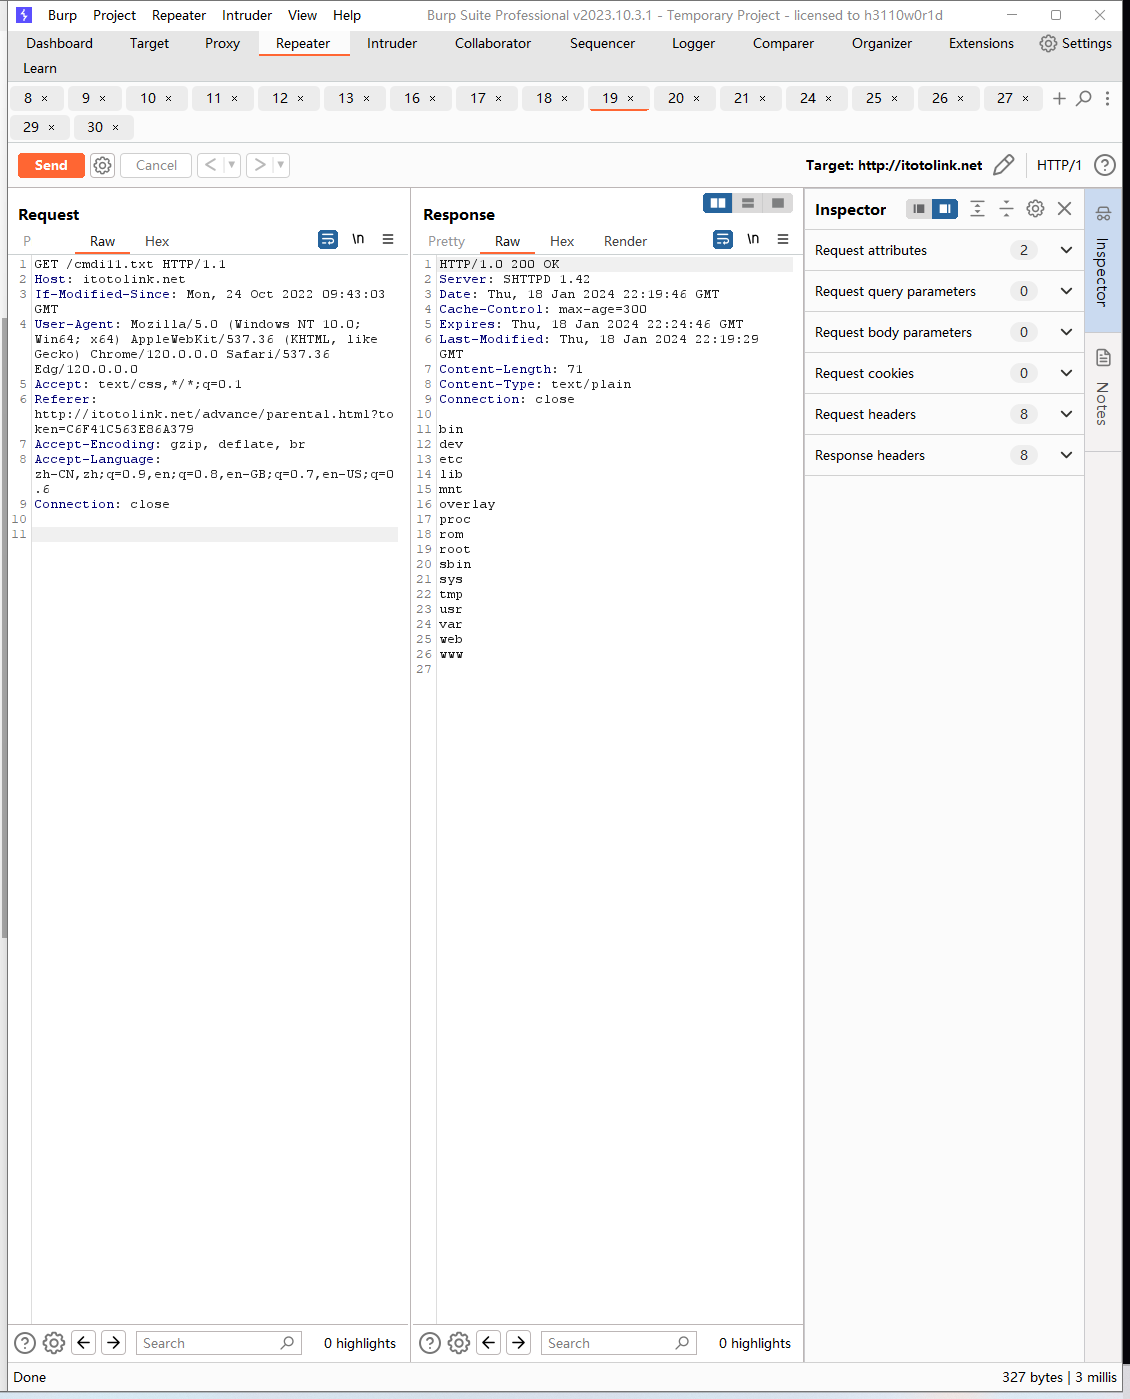 Burp Project Repeater Intruder View Help Burp Suite Professional v2023.10.3.1 - Temporary Project - licensed to h3110w0r1d
Dashboard Target Proxy Repeater Intruder Collaborator Sequencer Logger Comparer Organizer Extensions Settings
Learn
8 × 9 × 10 × 11 × 12 × 13 × 16 × 17 × 18 × 19 × 20 × 21 × 24 × 25 × 26 × 27 ×
29 × 30 ×
Send Cancel < > Target: http://itotolink.net HTTP/1 ?
Request
P Raw Hex \n
1 GET /cmdi11.txt HTTP/1.1
2 Host: itotolink.net
3 If-Modified-Since: Mon, 24 Oct 2022 09:43:03
GMT
4 User-Agent: Mozilla/5.0 (Windows NT 10.0;
Win64; x64) AppleWebKit/537.36 (KHTML, like
Gecko) Chrome/120.0.0.0 Safari/537.36
Edg/120.0.0.0
5 Accept: text/css,*/*;q=0.1
6 Referer:
http://itotolink.net/advance/parental.html?to
ken=C6F41C563E86A379
7 Accept-Encoding: gzip, deflate, br
8 Accept-Language:
zh-CN,zh;q=0.9,en;q=0.8,en-GB;q=0.7,en-US;q=0
.6
9 Connection: close
10
11
Response
Pretty Raw Hex Render \n
1 HTTP/1.0 200 OK
2 Server: SHTTPD 1.42
3 Date: Thu, 18 Jan 2024 22:19:46 GMT
4 Cache-Control: max-age=300
5 Expires: Thu, 18 Jan 2024 22:24:46 GMT
6 Last-Modified: Thu, 18 Jan 2024 22:19:29
GMT
7 Content-Length: 71
8 Content-Type: text/plain
9 Connection: close
10
11 bin
12 dev
13 etc
14 lib
15 mnt
16 overlay
17 proc
18 rom
19 root
20 sbin
21 sys
22 tmp
23 usr
24 var
25 web
26 www
27
Inspector
Request attributes 2
Request query parameters 0
Request body parameters 0
Request cookies 0
Request headers 8
Response headers 8
Inspector
Notes
? Search 0 highlights
? Search 0 highlights
Done 327 bytes | 3 millis